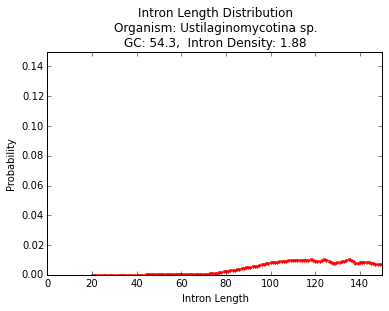 Intron Length Distribution
Organism: Ustilaginomycotina sp.
GC: 54.3,  Intron Density: 1.88
0.14
0.12
0.10
0.08
0.06
0.04
0.02
0.00
Probability
0 20 40 60 80 100 120 140
Intron Length